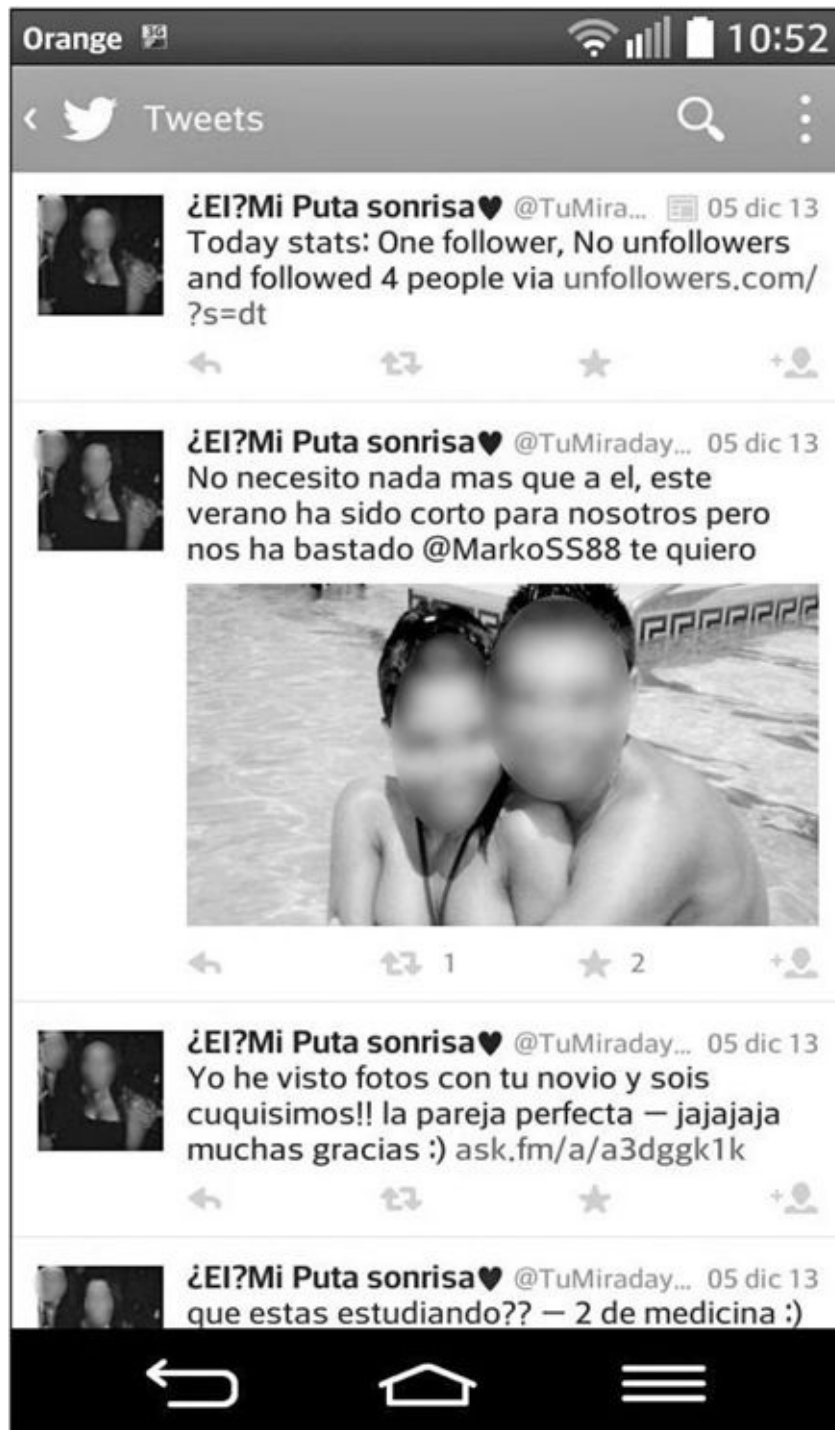 Orange 3G 10:52
Tweets
¿El?Mi Puta sonrisa♥ @TuMira... 05 dic 13
Today stats: One follower, No unfollowers
and followed 4 people via unfollowers.com/
?s=dt
¿El?Mi Puta sonrisa♥ @TuMiraday... 05 dic 13
No necesito nada mas que a el, este
verano ha sido corto para nosotros pero
nos ha bastado @MarkoSS88 te quiero
1 2
¿El?Mi Puta sonrisa♥ @TuMiraday... 05 dic 13
Yo he visto fotos con tu novio y sois
cuquisimos!! la pareja perfecta — jajajaja
muchas gracias :) ask.fm/a/a3dggk1k
¿El?Mi Puta sonrisa♥ @TuMiraday... 05 dic 13
que estas estudiando?? — 2 de medicina :)